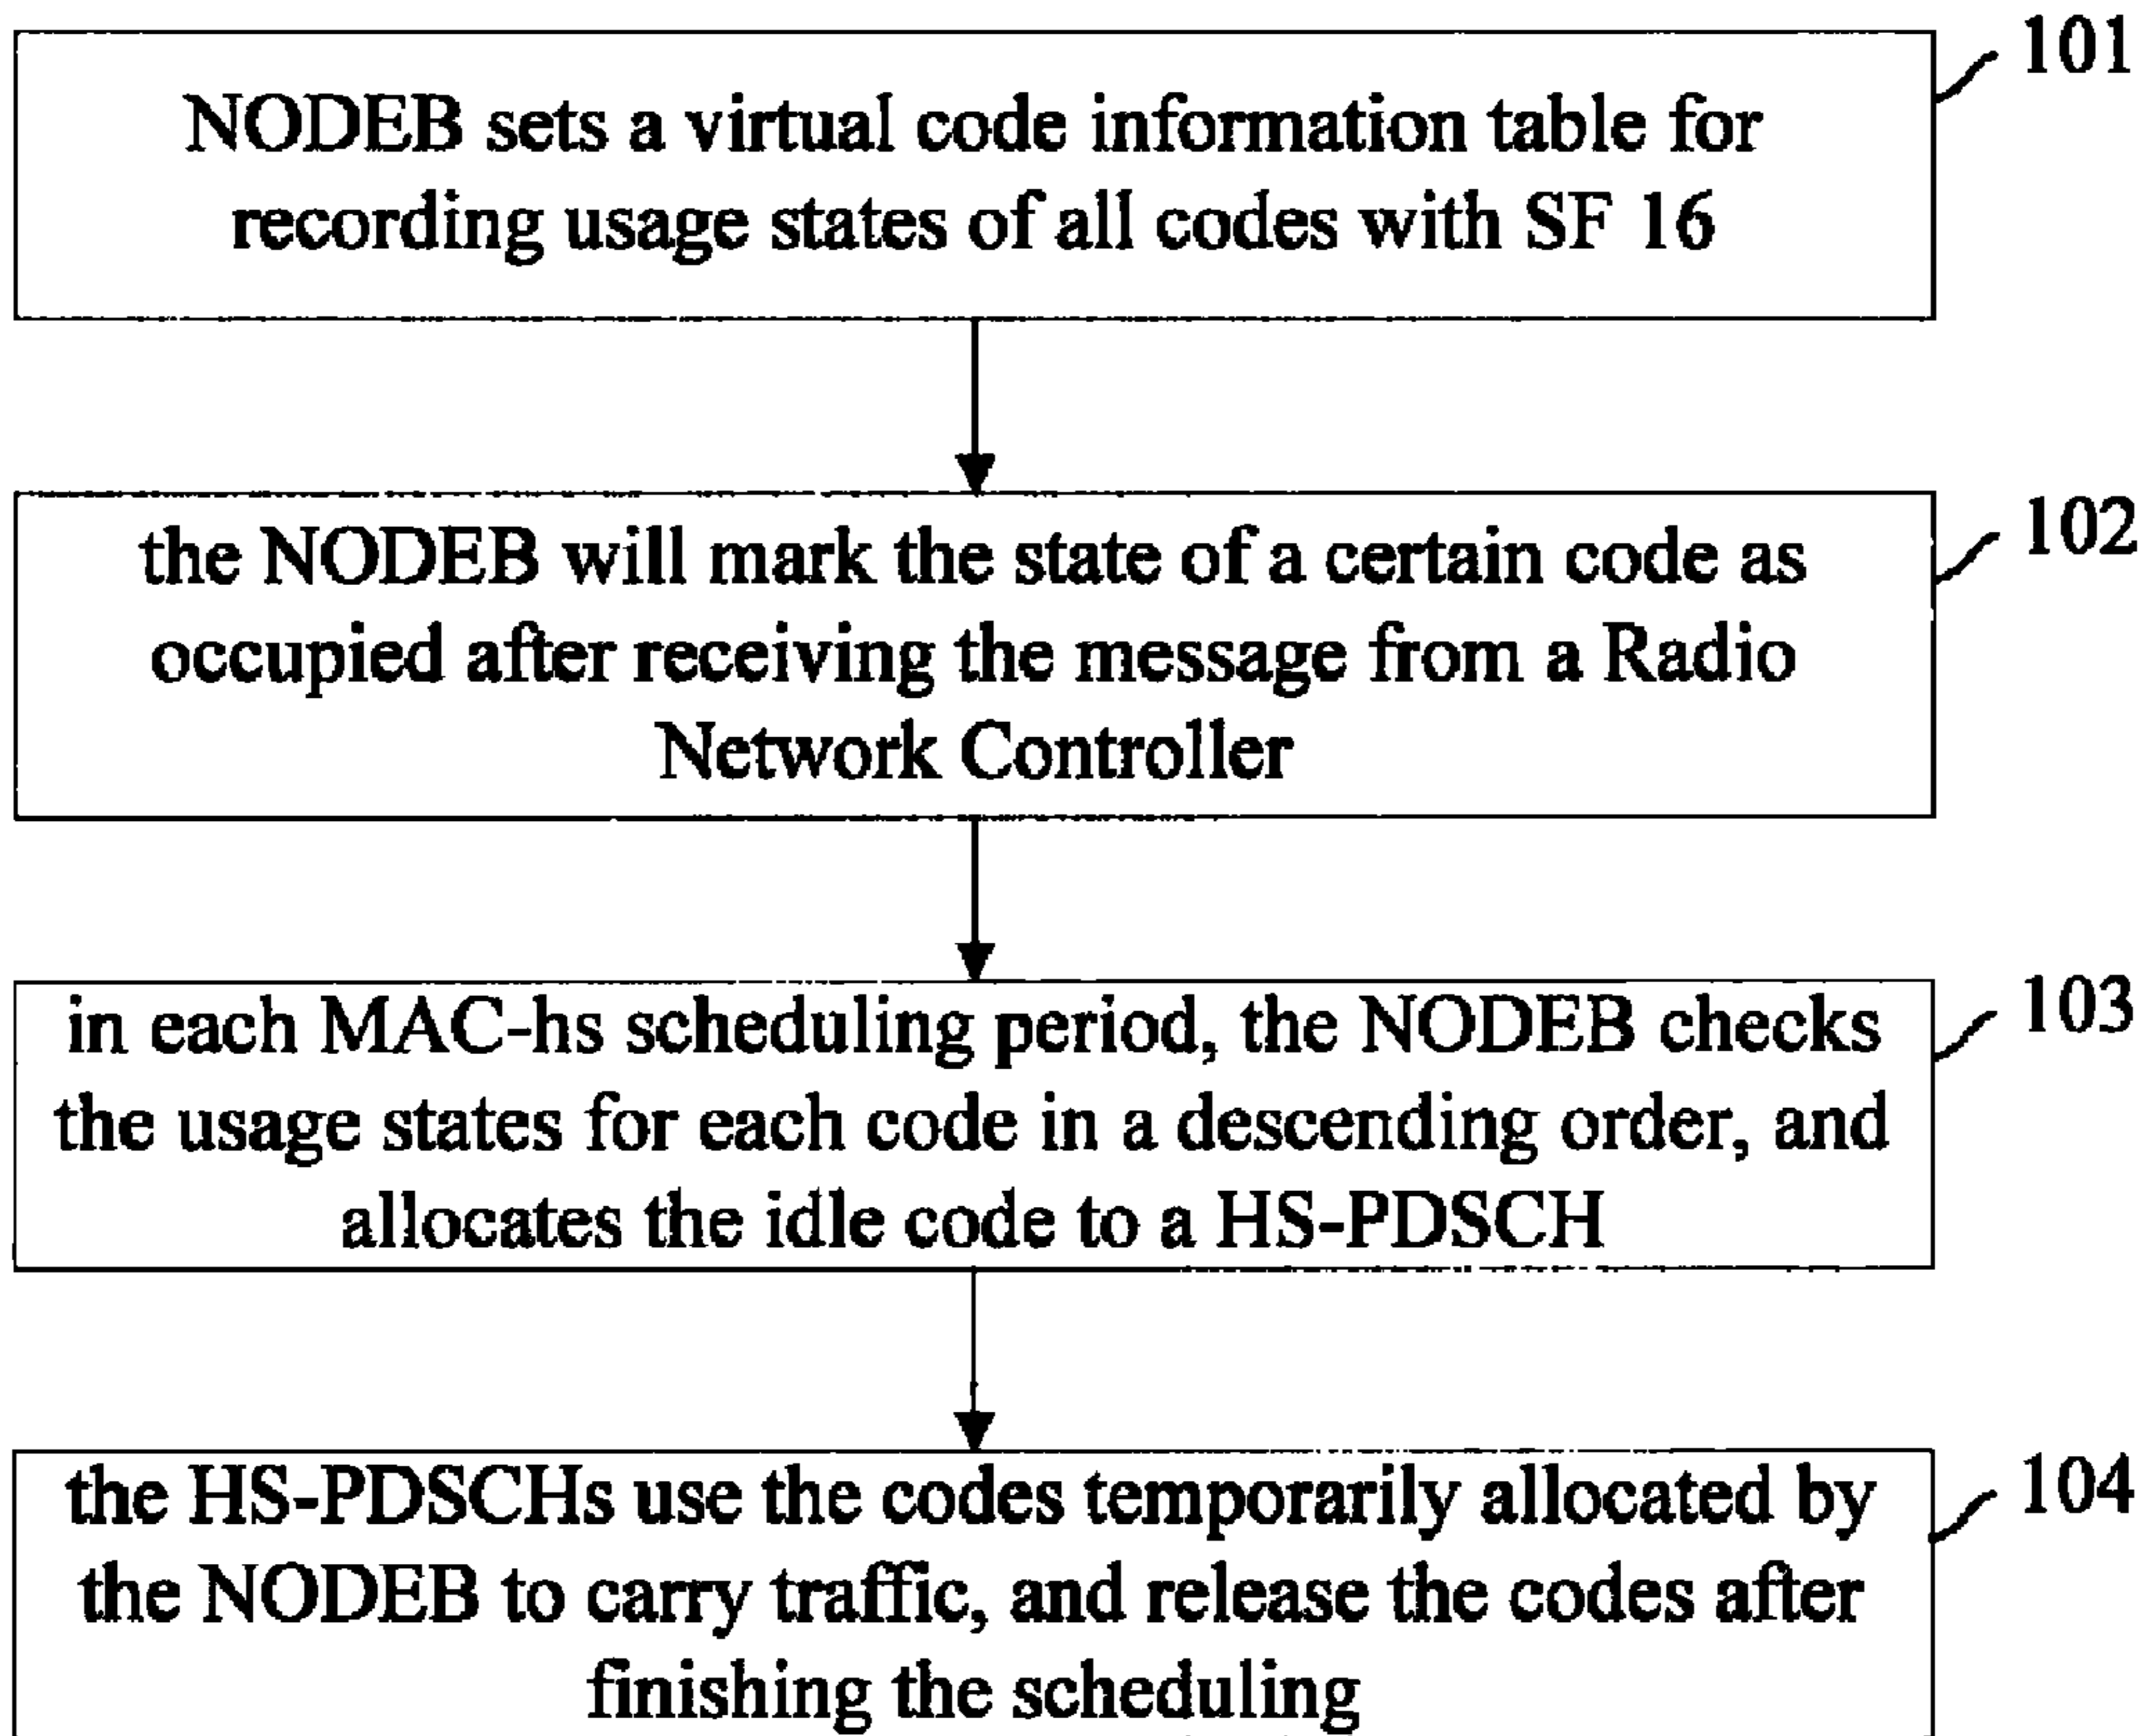 101
NODEB sets a virtual code information table for
recording usage states of all codes with SF 16
102
the NODEB will mark the state of a certain code as
occupied after receiving the message from a Radio
Network Controller
103
in each MAC-hs scheduling period, the NODEB checks
the usage states for each code in a descending order, and
allocates the idle code to a HS-PDSCH
104
the HS-PDSCHs use the codes temporarily allocated by
the NODEB to carry traffic, and release the codes after
finishing the scheduling